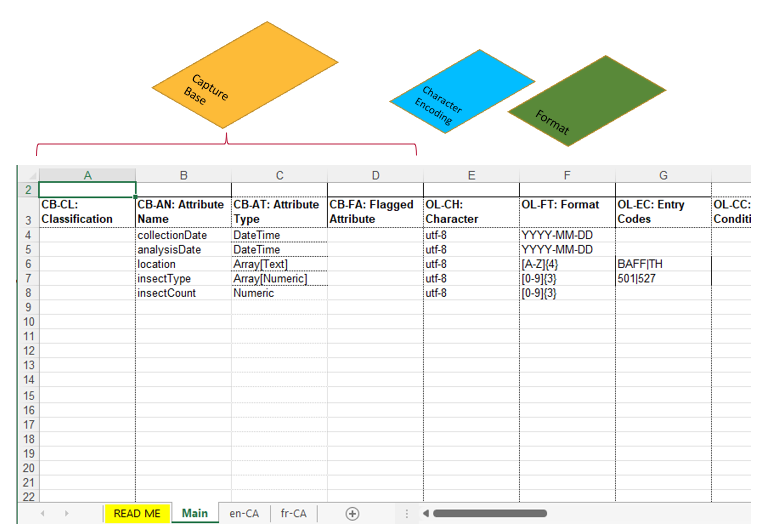 Capture
Base
Character
Encoding
Format
A B C D E F G
2
CB-CL: CB-AN: Attribute CB-AT: Attribute CB-FA: Flagged OL-CH: OL-FT: Format OL-EC: Entry OL-CC:
3 Classification Name Type Attribute Character Codes Conditi
4 collectionDate DateTime utf-8 YYYY-MM-DD
5 analysisDate DateTime utf-8 YYYY-MM-DD
6 location Array[Text] utf-8 [A-Z]{4} BAFF|TH
7 insectType Array[Numeric] utf-8 [0-9]{3} 501|527
8 insectCount Numeric utf-8 [0-9]{3}
9
10
11
12
13
14
15
16
17
18
19
20
21
22
READ ME Main en-CA fr-CA